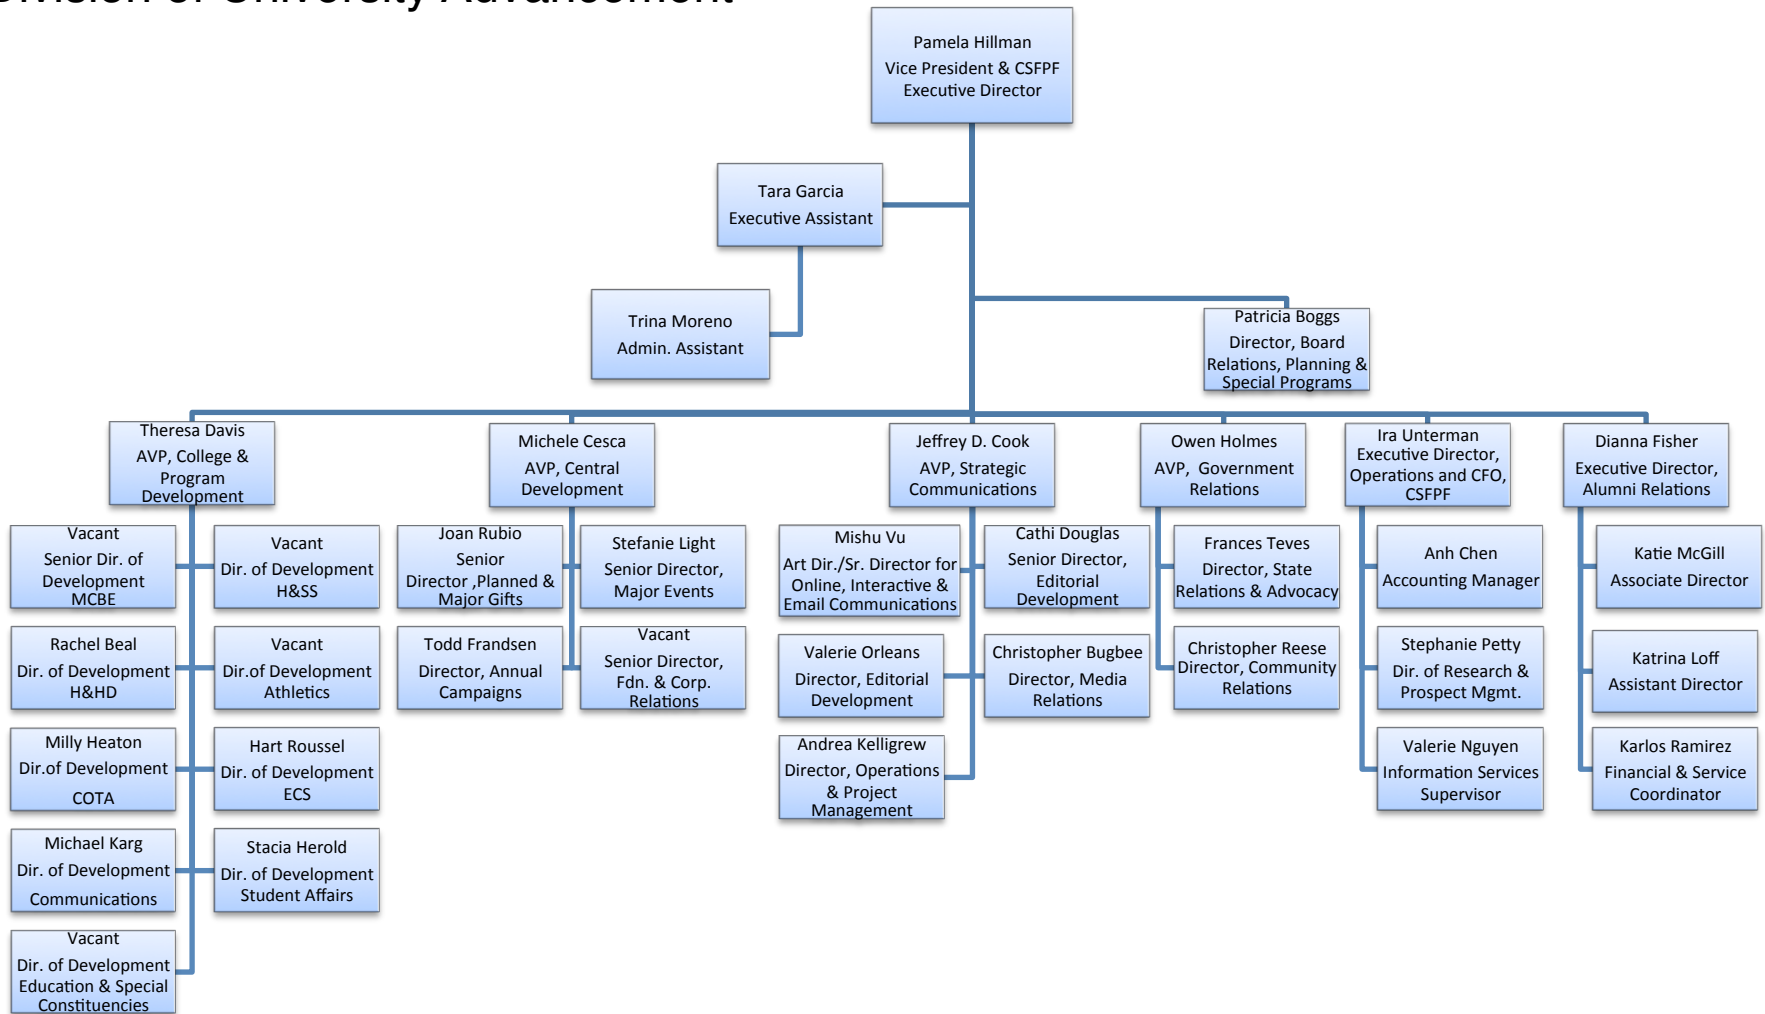 Division of University Advancement
Pamela Hillman
Vice President & CSFPF
Executive Director
Tara Garcia
Executive Assistant
Trina Moreno
Admin. Assistant
Patricia Boggs
Director, Board
Relations, Planning &
Special Programs
Theresa Davis
AVP, College &
Program
Development
Michele Cesca
AVP, Central
Development
Jeffrey D. Cook
AVP, Strategic
Communications
Owen Holmes
AVP, Government
Relations
Ira Unterman
Executive Director,
Operations and CFO,
CSFPF
Dianna Fisher
Executive Director,
Alumni Relations
Vacant
Senior Dir. of
Development
MCBE
Vacant
Dir. of Development
H&SS
Rachel Beal
Dir. of Development
H&HD
Vacant
Dir.of Development
Athletics
Milly Heaton
Dir.of Development
COTA
Hart Roussel
Dir. of Development
ECS
Michael Karg
Dir. of Development
Communications
Stacia Herold
Dir. of Development
Student Affairs
Vacant
Dir. of Development
Education & Special
Constituencies
Joan Rubio
Senior
Director ,Planned &
Major Gifts
Stefanie Light
Senior Director,
Major Events
Todd Frandsen
Director, Annual
Campaigns
Vacant
Senior Director,
Fdn. & Corp.
Relations
Mishu Vu
Art Dir./Sr. Director for
Online, Interactive &
Email Communications
Cathi Douglas
Senior Director,
Editorial
Development
Valerie Orleans
Director, Editorial
Development
Christopher Bugbee
Director, Media
Relations
Andrea Kelligrew
Director, Operations
& Project
Management
Frances Teves
Director, State
Relations & Advocacy
Christopher Reese
Director, Community
Relations
Anh Chen
Accounting Manager
Stephanie Petty
Dir. of Research &
Prospect Mgmt.
Valerie Nguyen
Information Services
Supervisor
Katie McGill
Associate Director
Katrina Loff
Assistant Director
Karlos Ramirez
Financial & Service
Coordinator